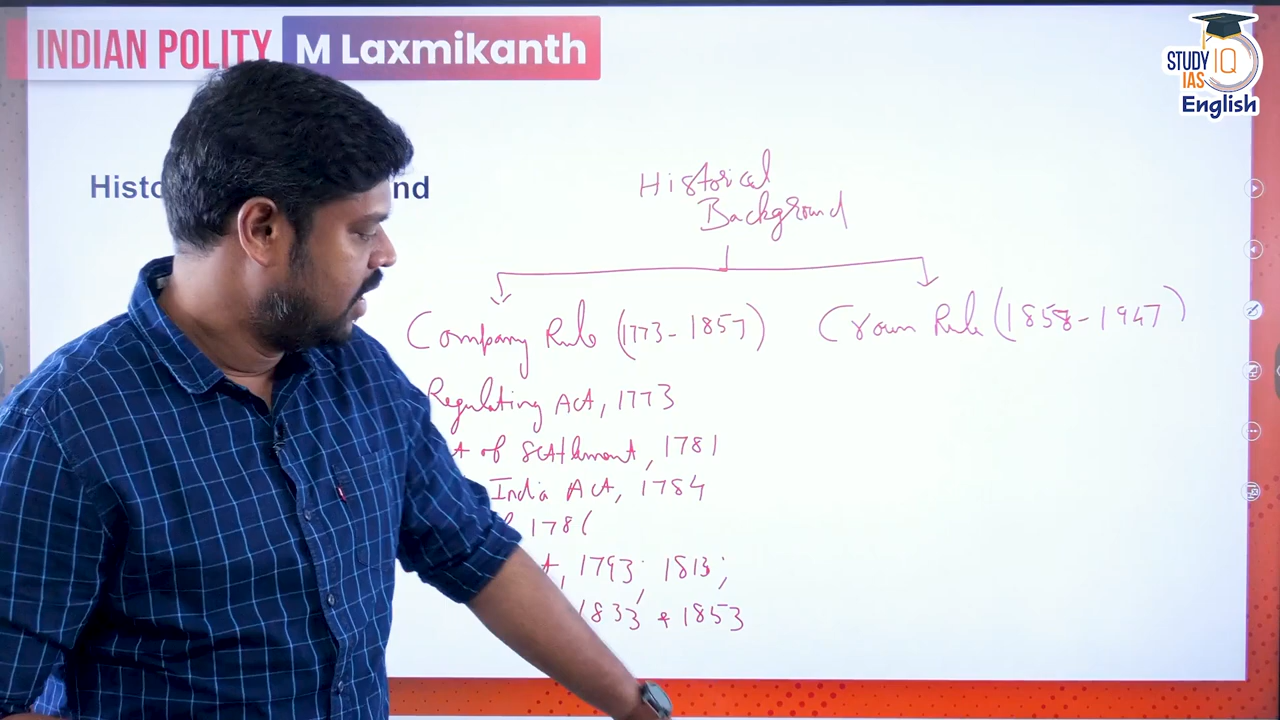 INDIAN POLITY M Laxmikanth
STUDY IQ
IAS
English
Histo nd
Historical
Background
Company Rule (1773-1857) Crown Rule (1858-1947)
Regulating Act, 1773
of Settlment, 1781
India Act, 1784
1786
1793; 1813;
1833 & 1853